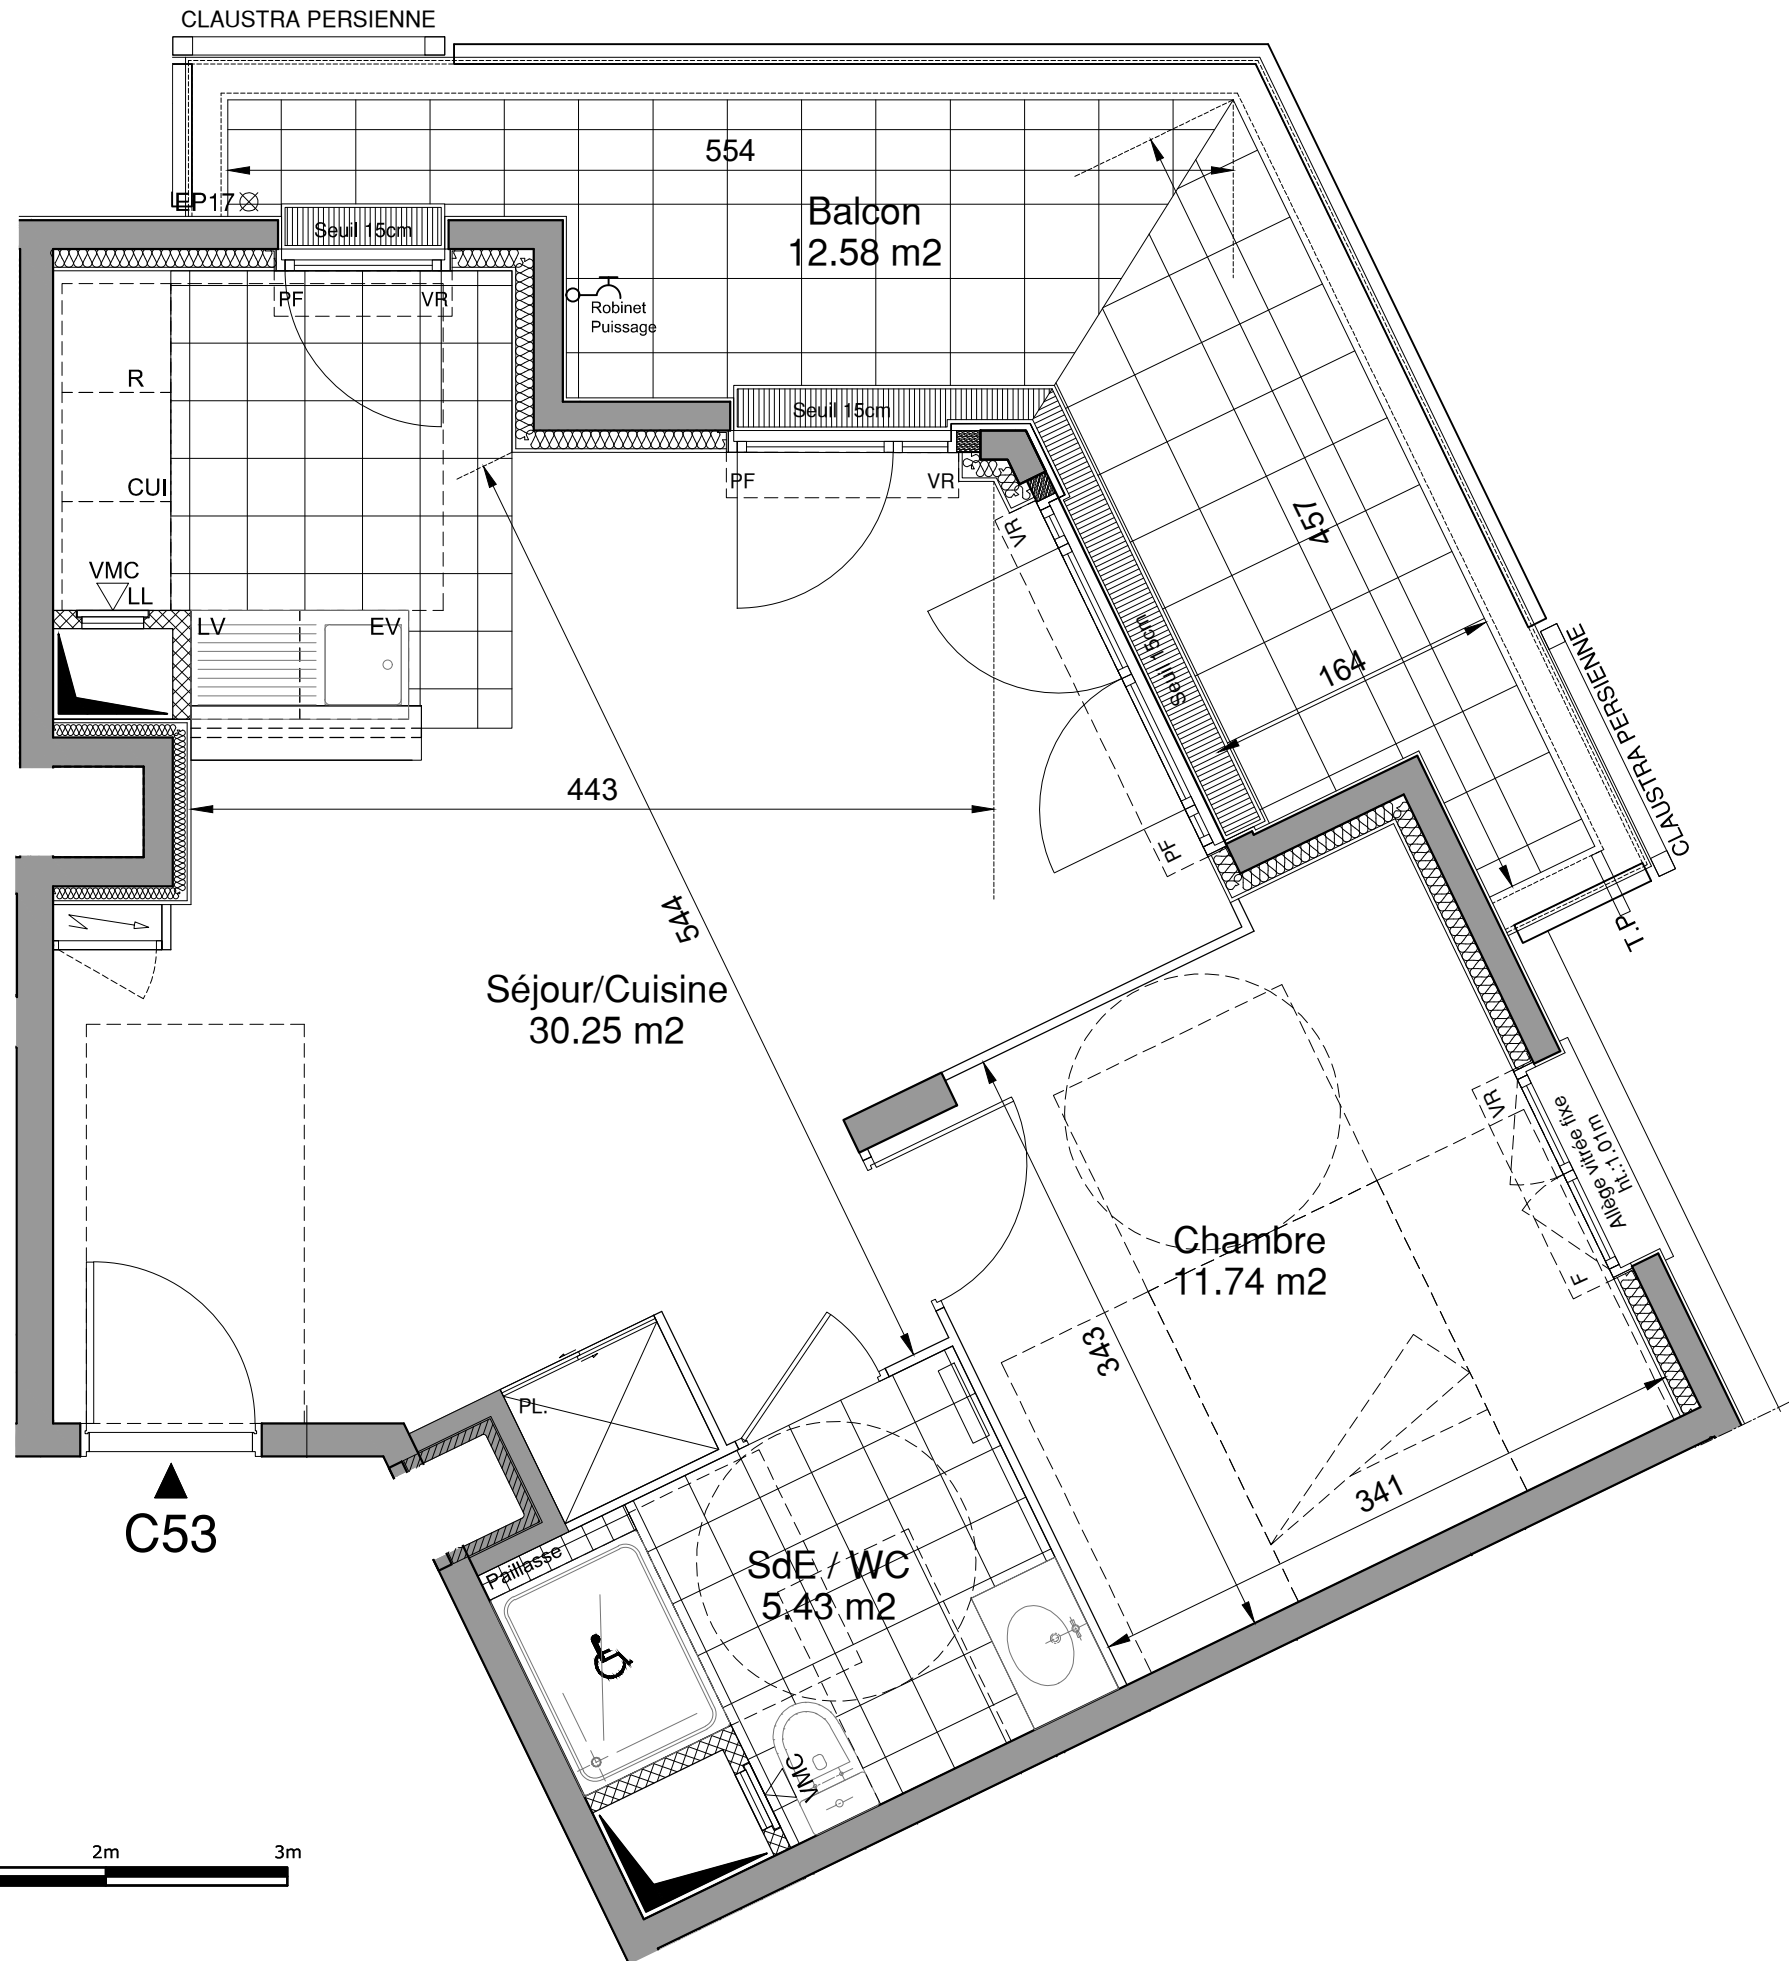 CLAUSTRA PERSIENNE
554
EP17
Balcon
12.58 m2
Seuil 15cm
PF
VR
Robinet
Puissage
R
Seuil 15cm
CUI
PF
VR
VR
457
VMC
LL
LV
EV
Seuil 15cm
164
CLAUSTRA PERSIENNE
443
PF
544
T.P
Séjour/Cuisine
30.25 m2
VR
Allège vitrée fixe
ht.:1.01m
Chambre
11.74 m2
F
343
PL.
341
C53
Paillasse
SdE / WC
5.43 m2
VMC
2m
3m